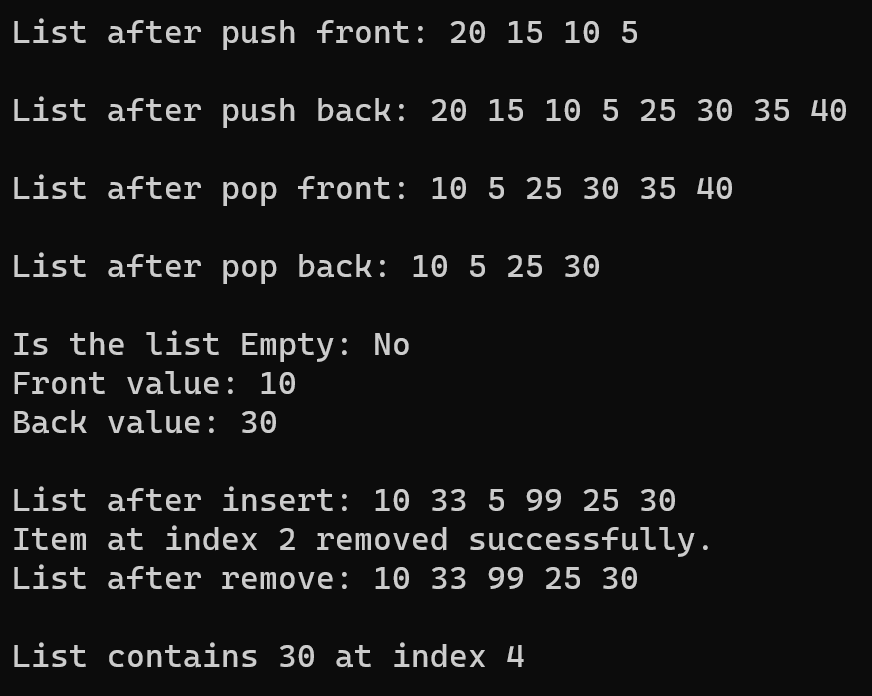 List after push front: 20 15 10 5
List after push back: 20 15 10 5 25 30 35 40
List after pop front: 10 5 25 30 35 40
List after pop back: 10 5 25 30
Is the list Empty: No
Front value: 10
Back value: 30
List after insert: 10 33 5 99 25 30
Item at index 2 removed successfully.
List after remove: 10 33 99 25 30
List contains 30 at index 4